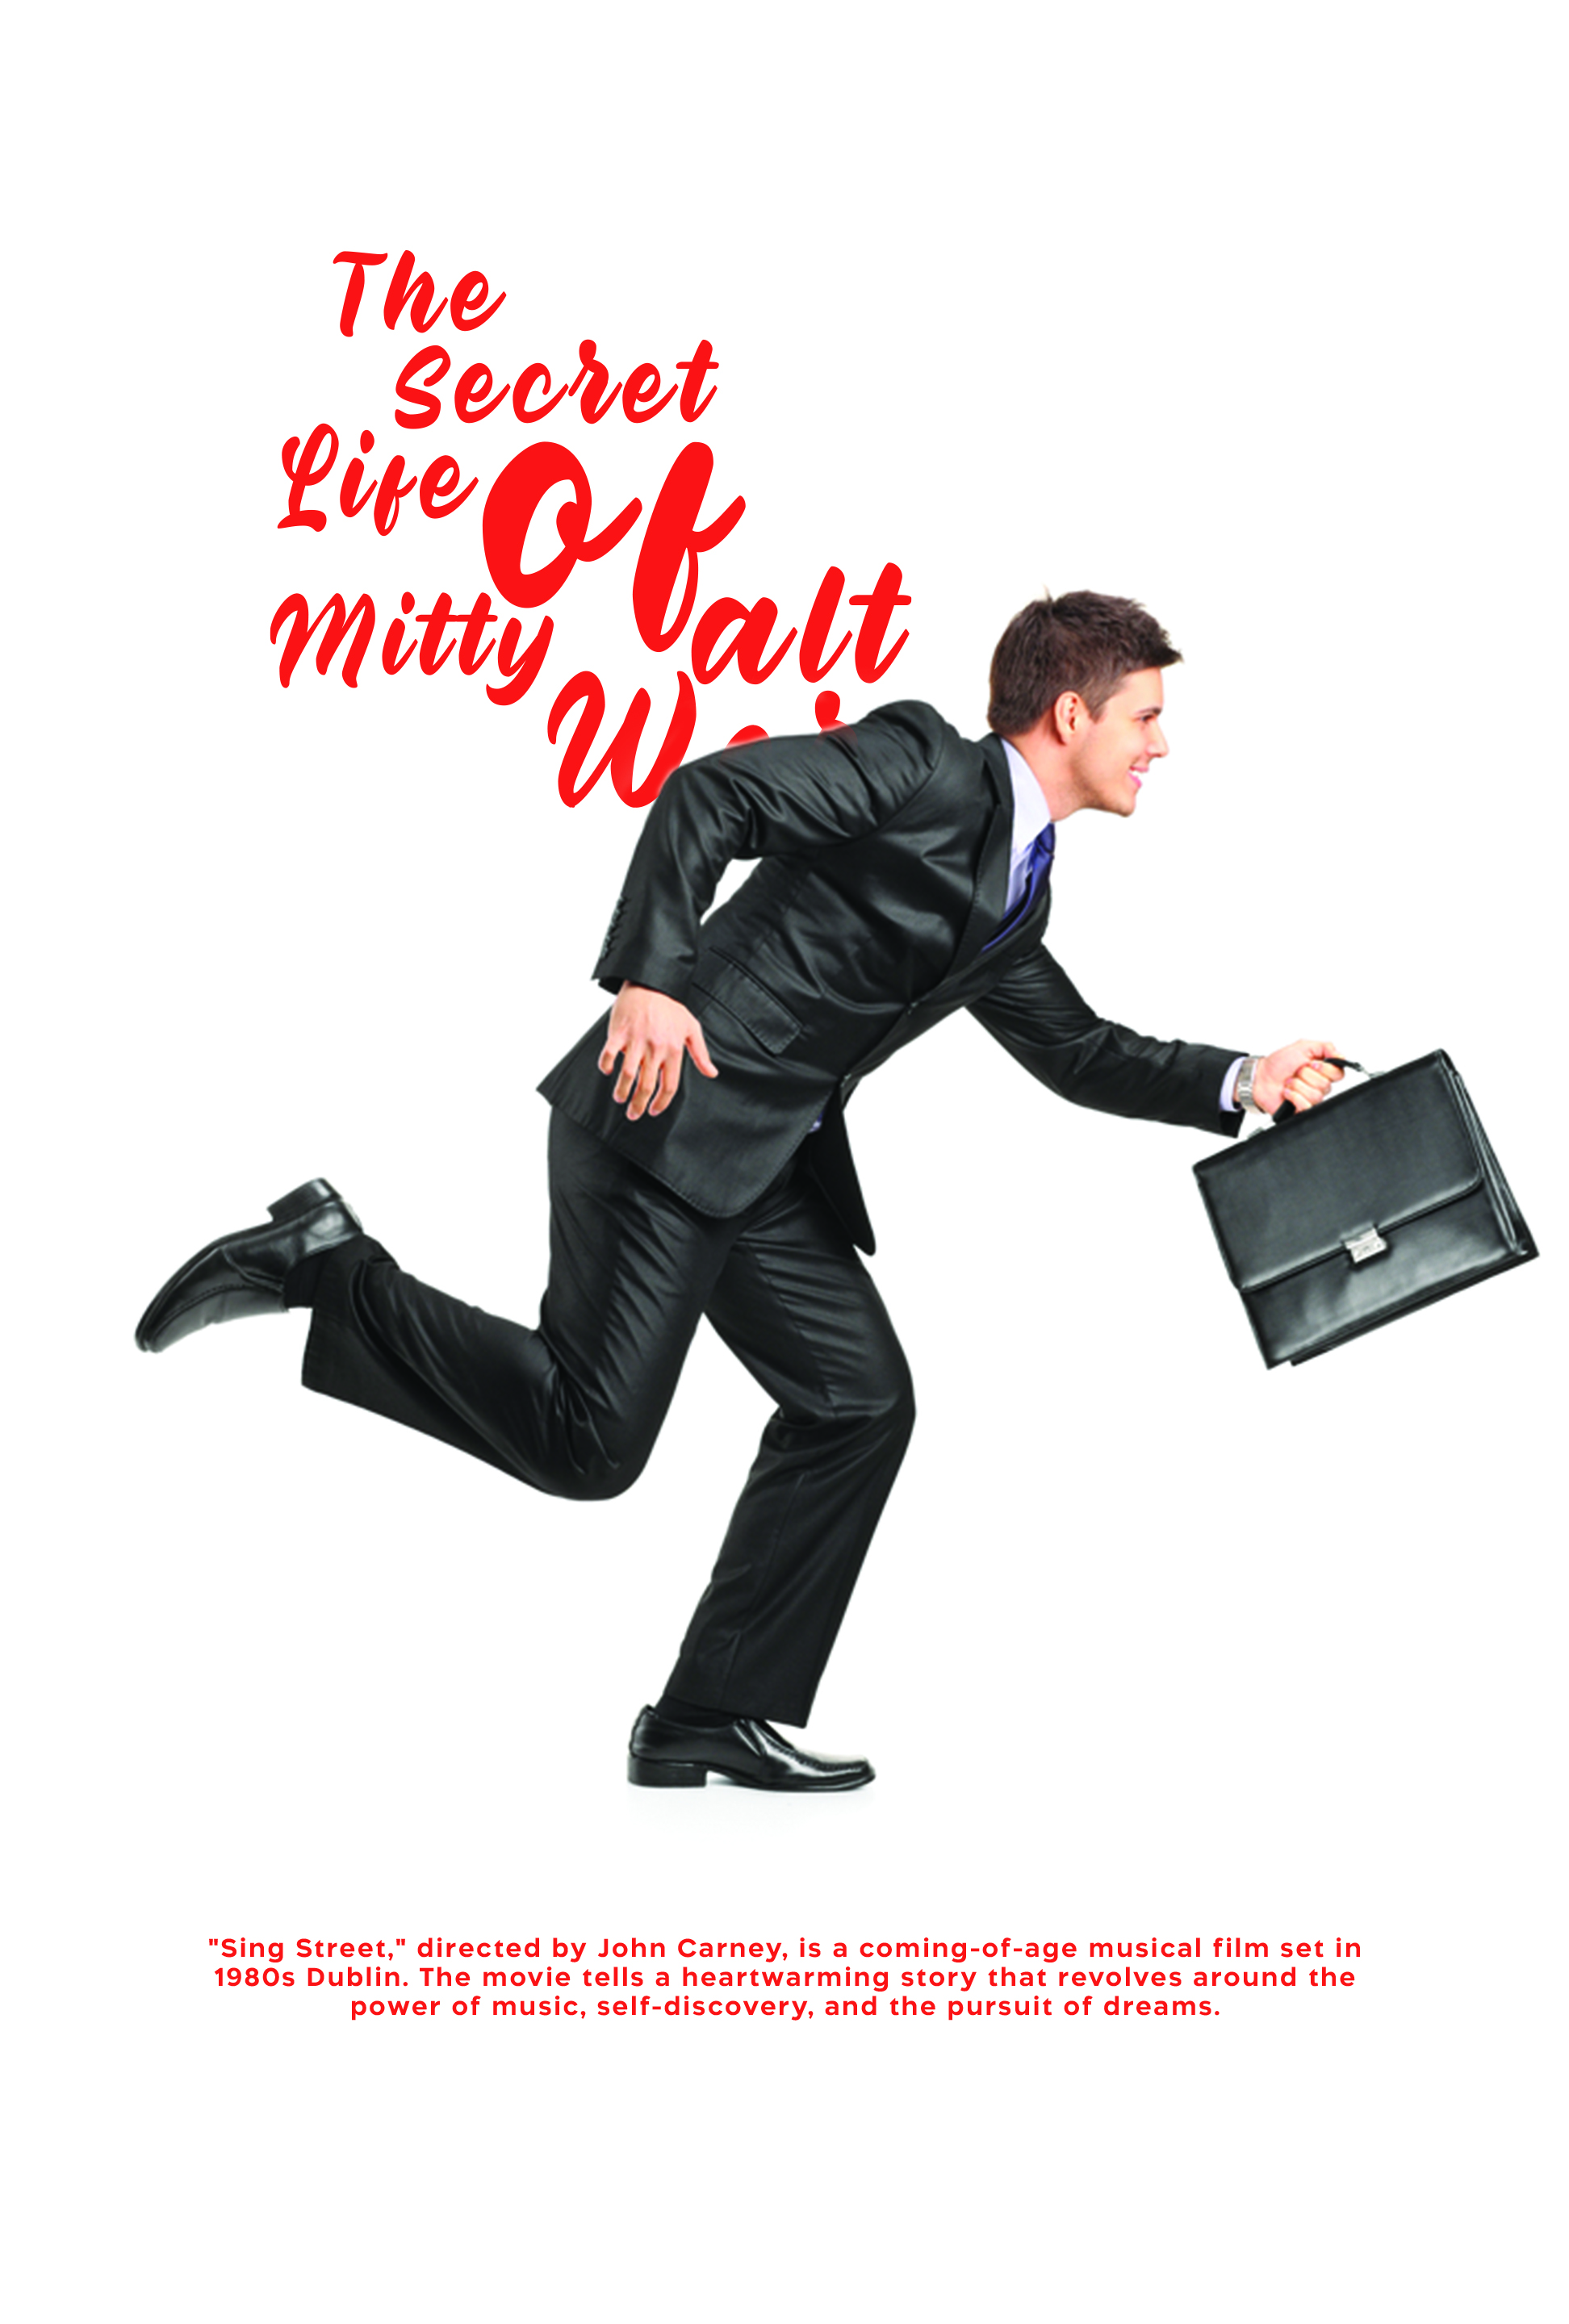 The
Secret
Life of
Mitty alt
W
"Sing Street," directed by John Carney, is a coming-of-age musical film set in
1980s Dublin. The movie tells a heartwarming story that revolves around the
power of music, self-discovery, and the pursuit of dreams.